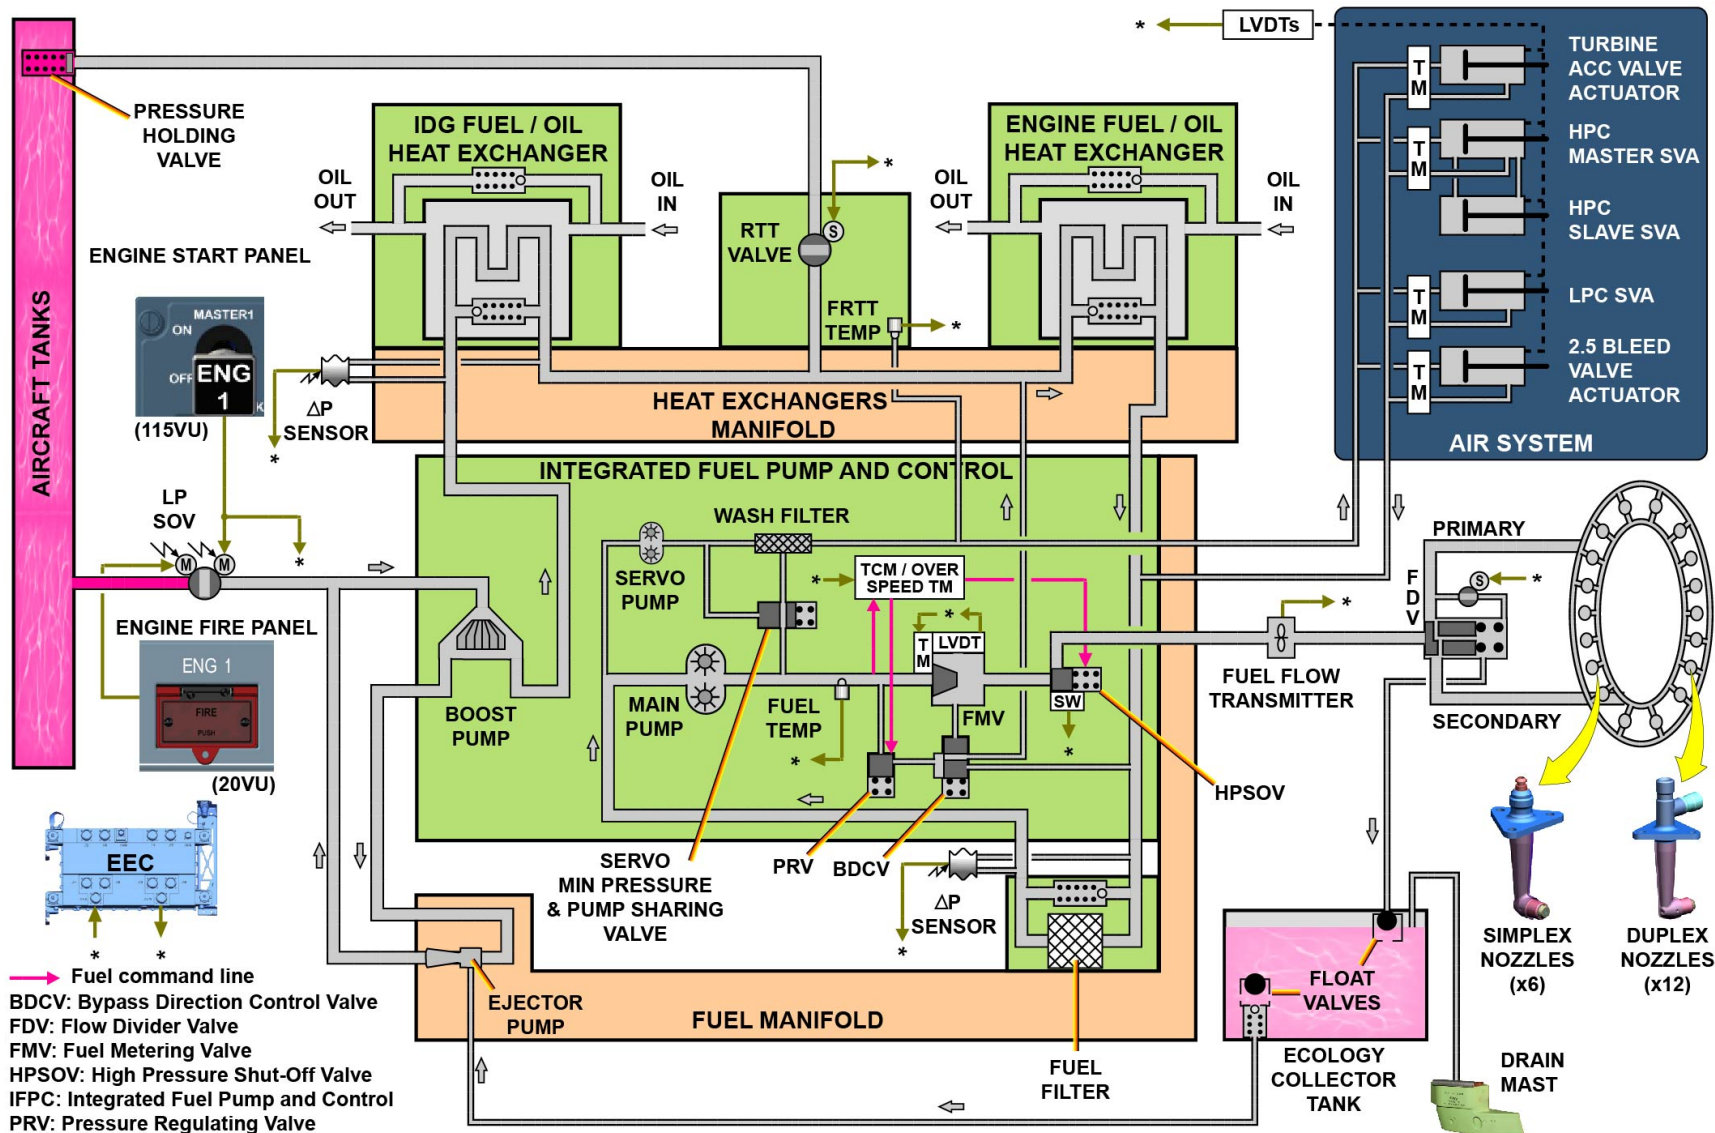 * LVDTs
TURBINE
ACC VALVE
ACTUATOR
TM
HPC
MASTER SVA
TM
HPC
SLAVE SVA
LPC SVA
TM
2.5 BLEED
VALVE
ACTUATOR
TM
AIR SYSTEM
PRESSURE
HOLDING
VALVE
IDG FUEL / OIL
HEAT EXCHANGER
OIL
OUT
OIL
IN
ENGINE FUEL / OIL
HEAT EXCHANGER
OIL
OUT
OIL
IN
*
S
RTT
VALVE
FRTT
TEMP
*
AIRCRAFT TANKS
ENGINE START PANEL
MASTER1
ON
OFF
ENG
1
K
(115VU)
ΔP
SENSOR
*
HEAT EXCHANGERS
MANIFOLD
INTEGRATED FUEL PUMP AND CONTROL
LP
SOV
M
M
*
WASH FILTER
SERVO
PUMP
*
TCM / OVER
SPEED TM
*
TM
LVDT
MAIN
PUMP
FUEL
TEMP
*
FMV
SW
*
BOOST
PUMP
HPSOV
ENGINE FIRE PANEL
ENG 1
FIRE
PUSH
(20VU)
PRIMARY
FDV
S
*
*
FUEL FLOW
TRANSMITTER
SECONDARY
EEC
* *
SERVO
MIN PRESSURE
& PUMP SHARING
VALVE
PRV
BDCV
ΔP
SENSOR
*
EJECTOR
PUMP
FUEL MANIFOLD
FUEL
FILTER
FLOAT
VALVES
ECOLOGY
COLLECTOR
TANK
DRAIN
MAST
SIMPLEX
NOZZLES
(x6)
DUPLEX
NOZZLES
(x12)
Fuel command line
BDCV: Bypass Direction Control Valve
FDV: Flow Divider Valve
FMV: Fuel Metering Valve
HPSOV: High Pressure Shut-Off Valve
IFPC: Integrated Fuel Pump and Control
PRV: Pressure Regulating Valve